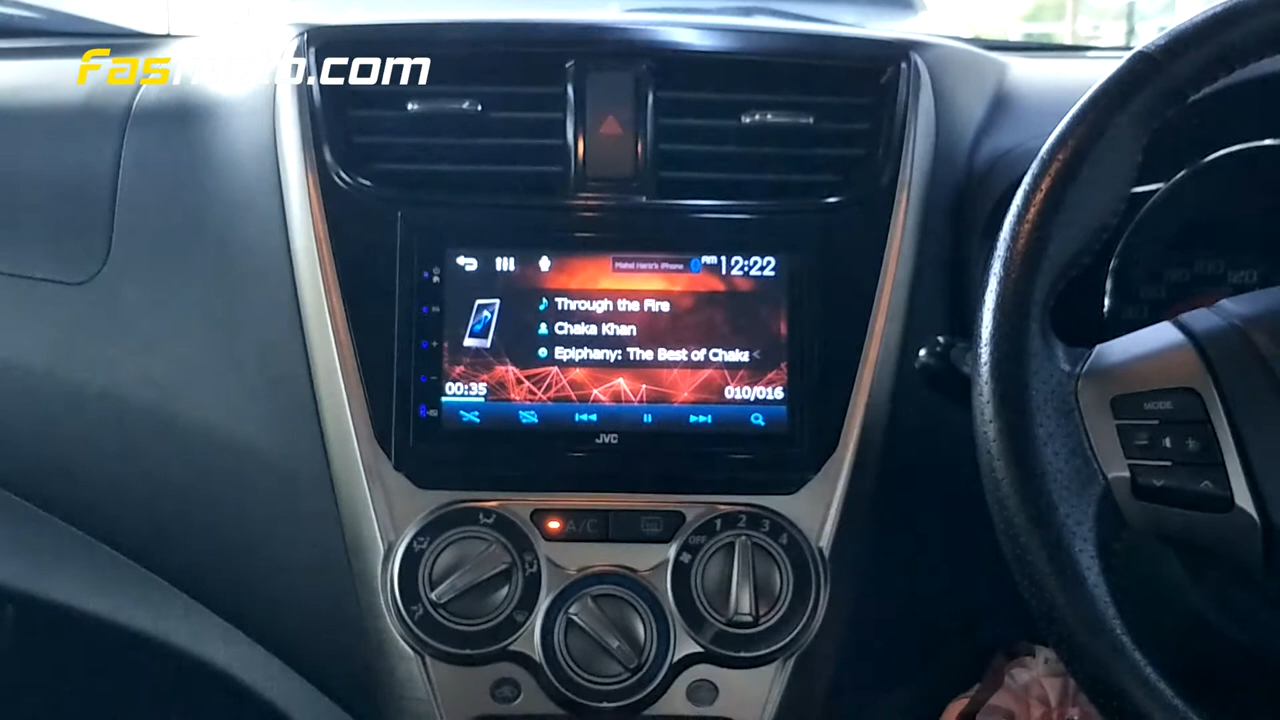 fasmoto.com
AM 12:22
Through the Fire
Chaka Khan
Epiphany: The Best of Chaka
00:35
010/016
JVC
A/C
OFF 1 2 3 4
MODE